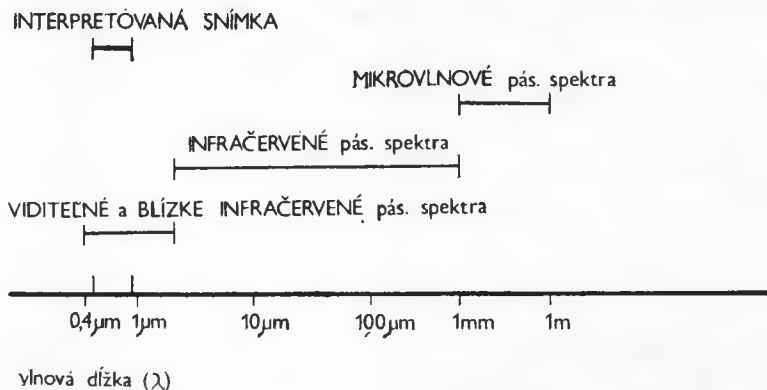 INTERPRETOVANÁ SNÍMKA
MIKROVLNOVÉ pás. spektra
INFRAČERVENÉ pás. spektra
VIDITEĽNÉ a BLÍZKE INFRAČERVENÉ pás. spektra
0,4μm 1μm 10μm 100μm 1mm 1m
vlnová dĺžka (λ)